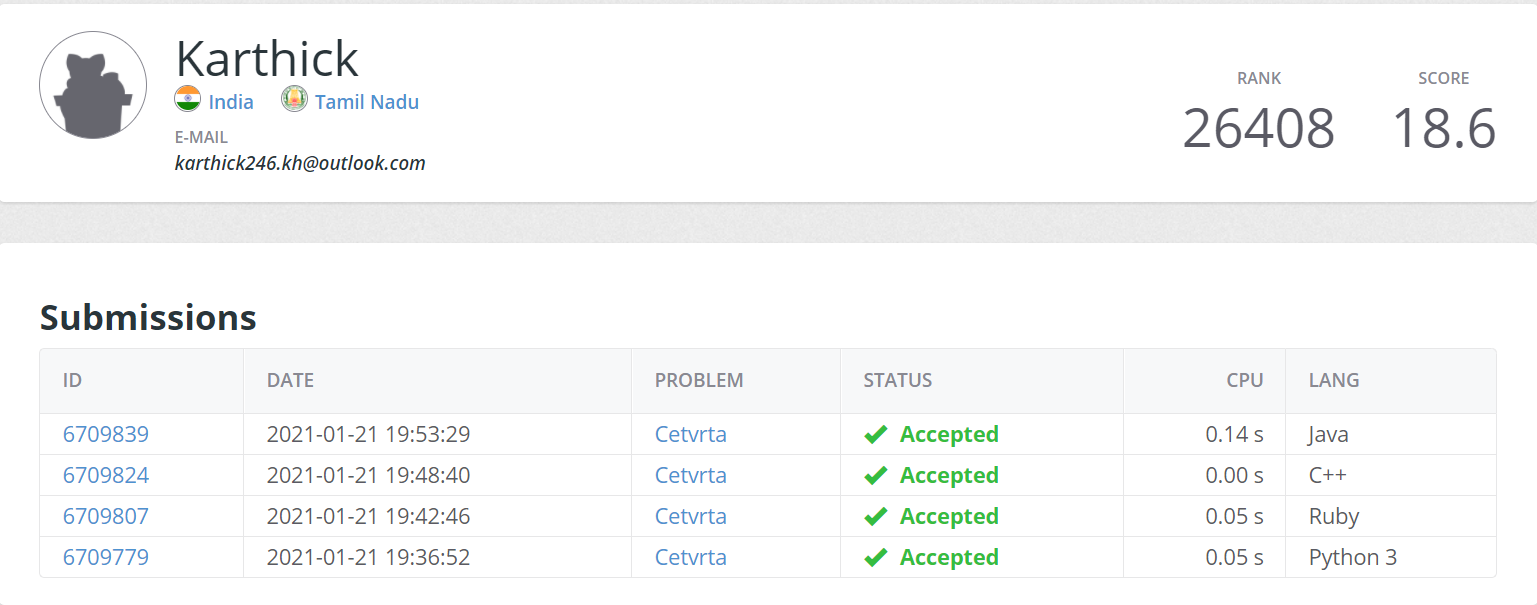 Karthick
India Tamil Nadu
E-MAIL
karthick246.kh@outlook.com
RANK SCORE
26408 18.6
Submissions
ID DATE PROBLEM STATUS CPU LANG
6709839 2021-01-21 19:53:29 Cetvrta Accepted 0.14 s Java
6709824 2021-01-21 19:48:40 Cetvrta Accepted 0.00 s C++
6709807 2021-01-21 19:42:46 Cetvrta Accepted 0.05 s Ruby
6709779 2021-01-21 19:36:52 Cetvrta Accepted 0.05 s Python 3